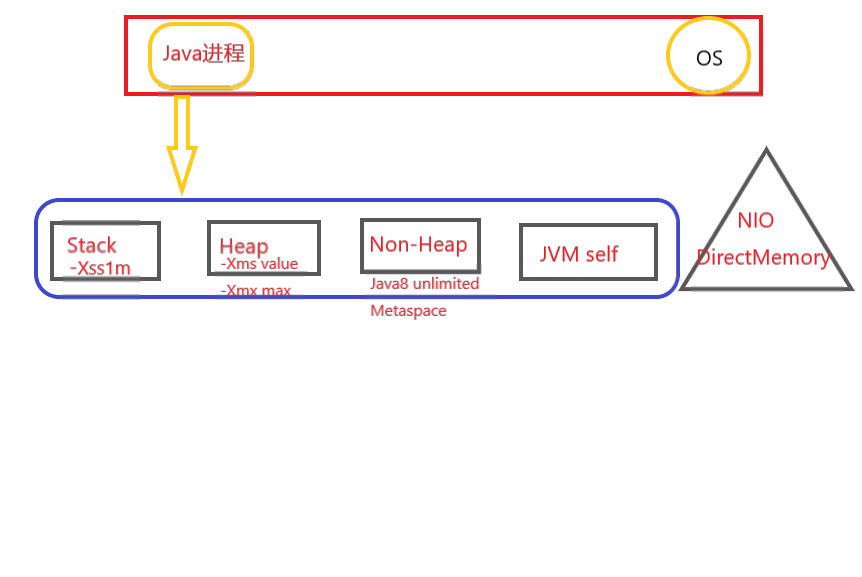 Java进程
OS
Stack
-Xss1m
Heap
-Xms value
-Xmx max
Non-Heap
Java8 unlimited
Metaspace
JVM self
NIO
DirectMemory